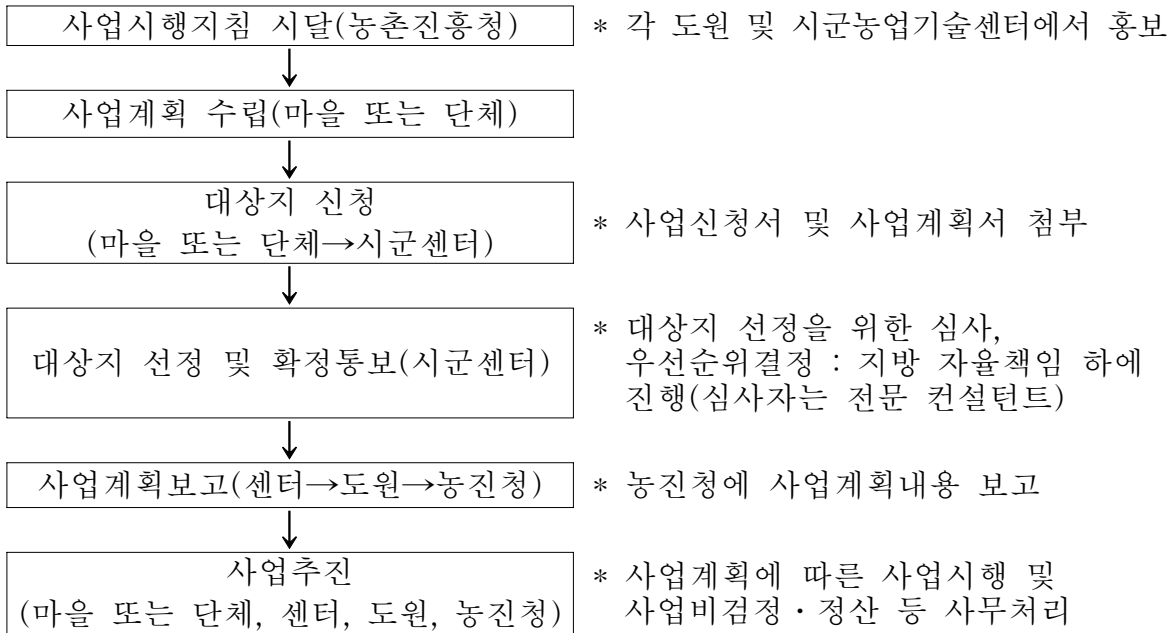 사업시행지침 시달(농촌진흥청) * 각 도원 및 시군농업기술센터에서 홍보
사업계획 수립(마을 또는 단체)
대상지 신청
(마을 또는 단체→시군센터)
* 사업신청서 및 사업계획서 첨부
대상지 선정 및 확정통보(시군센터)
* 대상지 선정을 위한 심사,
우선순위결정 : 지방 자율책임 하에
진행(심사자는 전문 컨설턴트)
사업계획보고(센터→도원→농진청) * 농진청에 사업계획내용 보고
사업추진
(마을 또는 단체, 센터, 도원, 농진청)
* 사업계획에 따른 사업시행 및
사업비검정・정산 등 사무처리